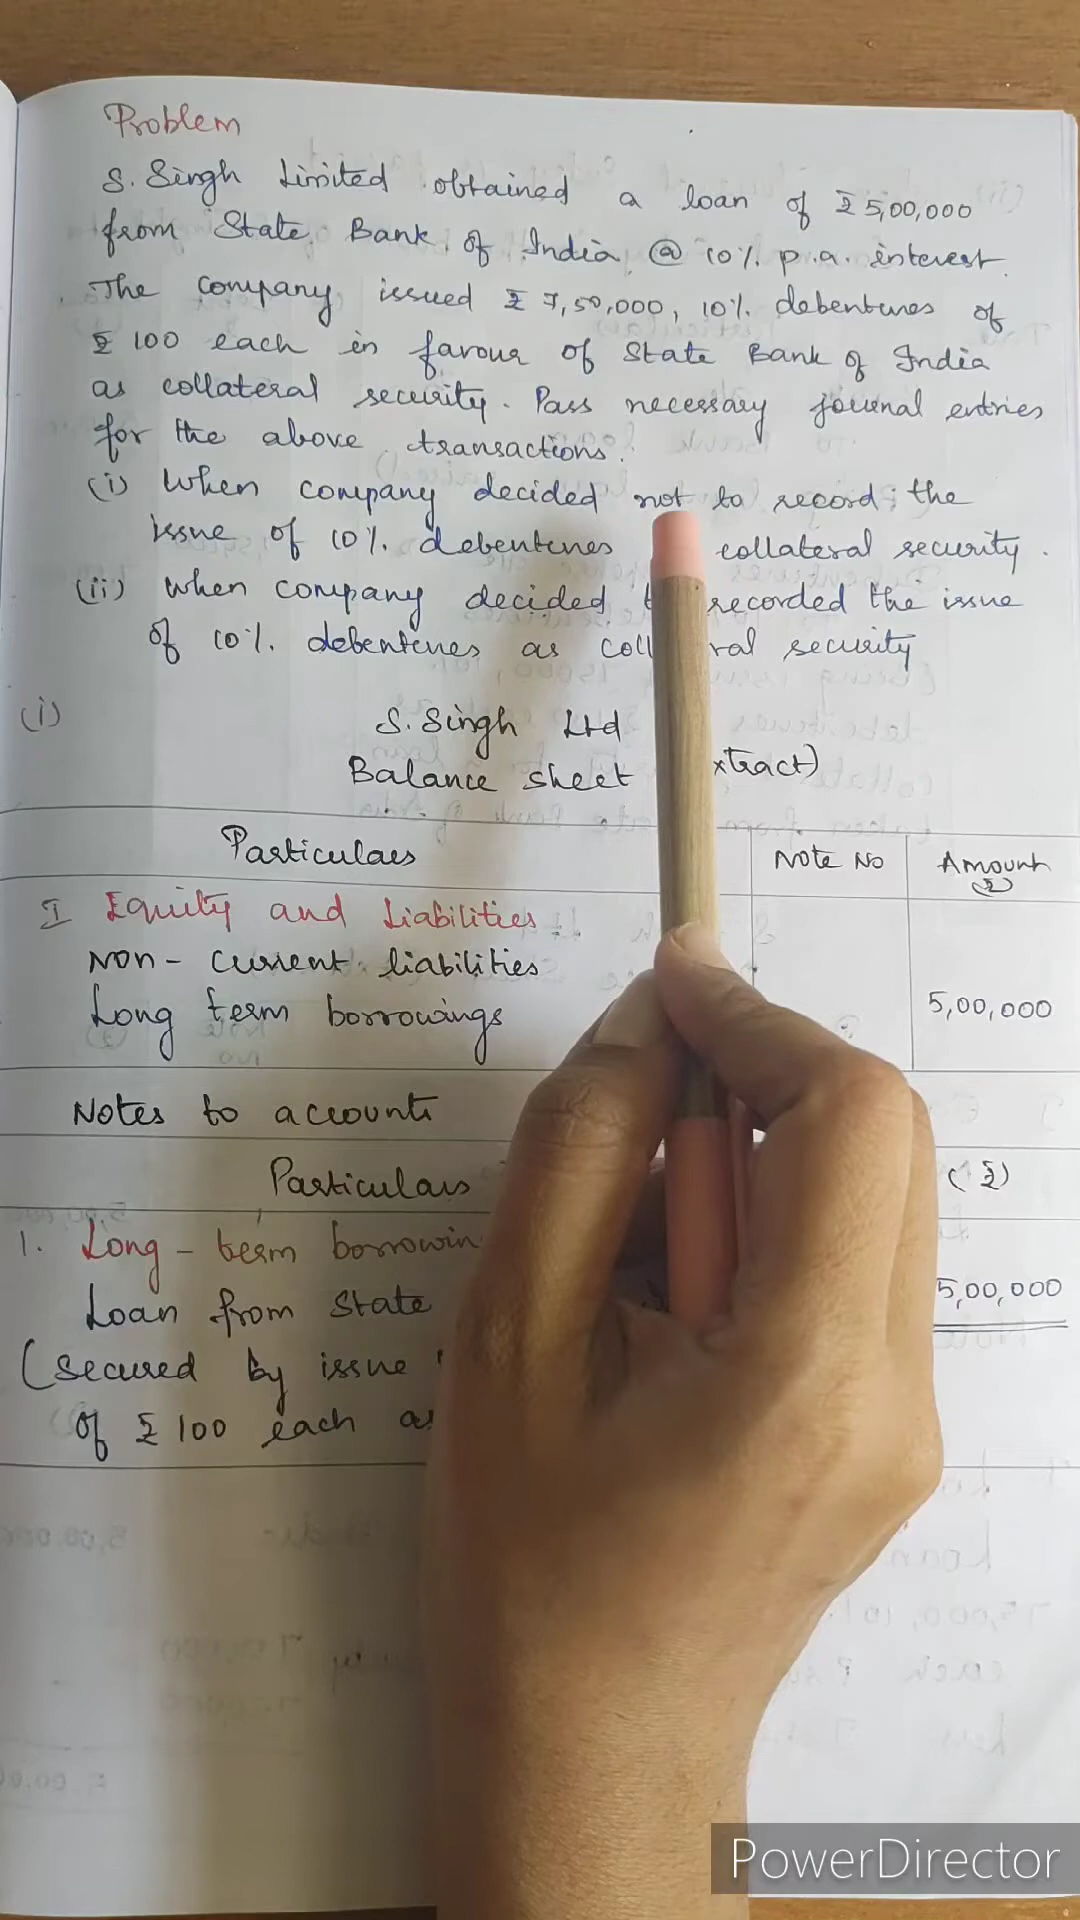 Problem
S. Singh Limited obtained a loan of ₹ 5,00,000
from State Bank of India @ 10% p.a. interest.
The company issued ₹ 7,50,000, 10% debentures of
₹ 100 each in favour of State Bank of India
as collateral security. Pass necessary journal entries
for the above transactions.
(i) When company decided not to record the
issue of 10% debentures collateral security.
(ii) When company decided recorded the issue
of 10% debentures as security
(i) S. Singh Ltd
Balance sheet
Particulars Note No Amount (₹)
I Equity and Liabilities
Non-current liabilities
Long term borrowings 5,00,000
Notes to accounts
Particulars (₹)
1. Long-term
Loan from State 5,00,000
(secured by issue
of ₹ 100 each as
PowerDirector